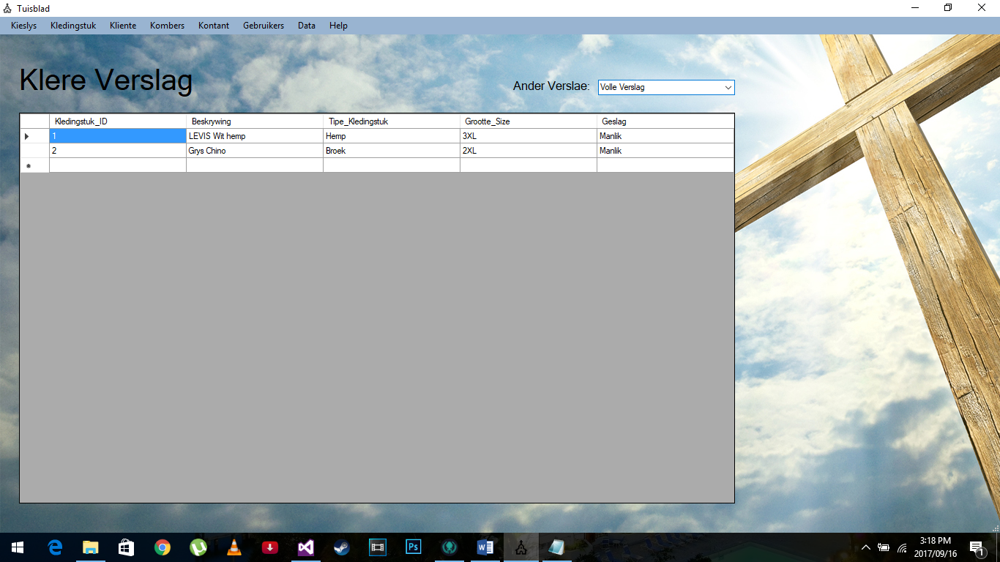 Tuisblad
Kieslys Kledingstuk Kliente Kombers Kontant Gebruikers Data Help
Klere Verslag
Ander Verslae: Volle Verslag
Kledingstuk_ID Beskrywing Tipe_Kledingstuk Grootte_Size Geslag
1 LEVIS Wit hemp Hemp 3XL Manlik
2 Grys Chino Broek 2XL Manlik
Ps
3:18 PM
2017/09/16
1